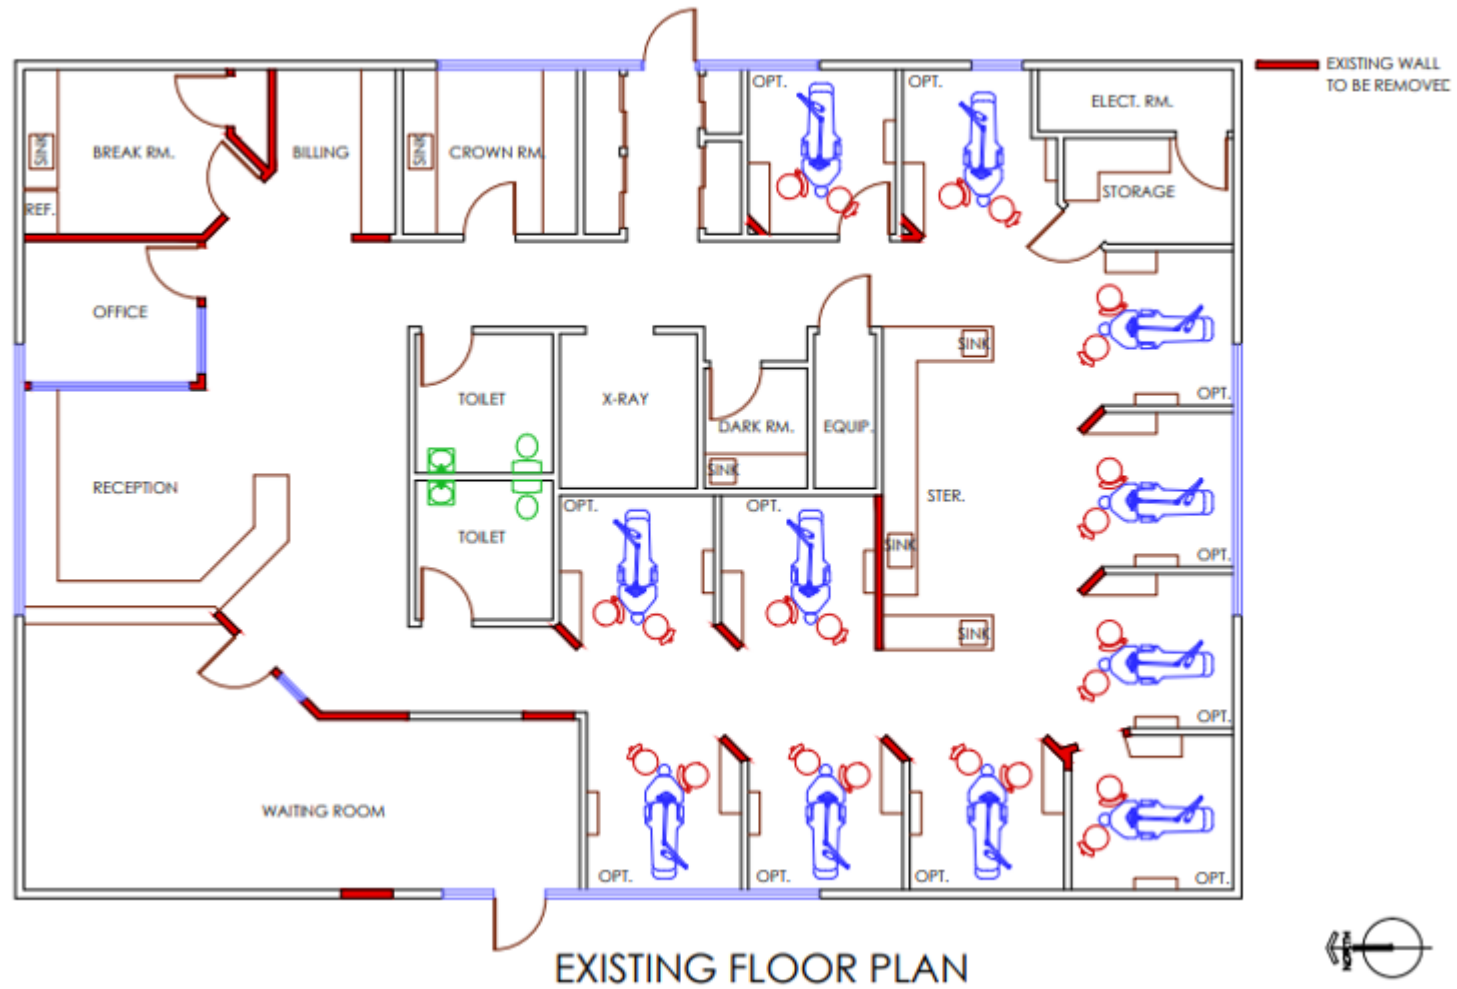 OPT.
OPT.
EXISTING WALL
TO BE REMOVED
ELECT. RM.
SINK
BREAK RM.
BILLING
SINK
CROWN RM.
STORAGE
REF.
OFFICE
SINK
TOILET
X-RAY
DARK RM.
EQUIP.
OPT.
SINK
RECEPTION
STER.
OPT.
OPT.
TOILET
SINK
OPT.
SINK
OPT.
WAITING ROOM
OPT.
OPT.
OPT.
OPT.
NORTH
EXISTING FLOOR PLAN